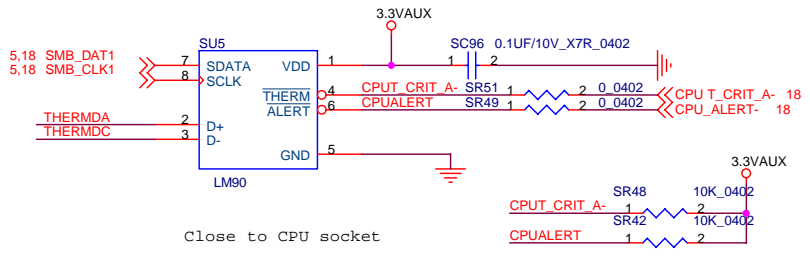 3.3VAUX
SU5
SC96 0.1UF/10V_X7R_0402
5,18 SMB_DAT1 7 SDATA VDD 1 1 2
5,18 SMB_CLK1 8 SCLK
THERM 4 CPUT_CRIT_A- SR51 1 2 0_0402 CPU T_CRIT_A- 18
ALERT 6 CPUALERT SR49 1 2 0_0402 CPU_ALERT- 18
THERMDA 2 D+
THERMDC 3 D-
GND 5
LM90
3.3VAUX
SR48 10K_0402
CPUT_CRIT_A- 1 2
SR42 10K_0402
CPUALERT 1 2
Close to CPU socket